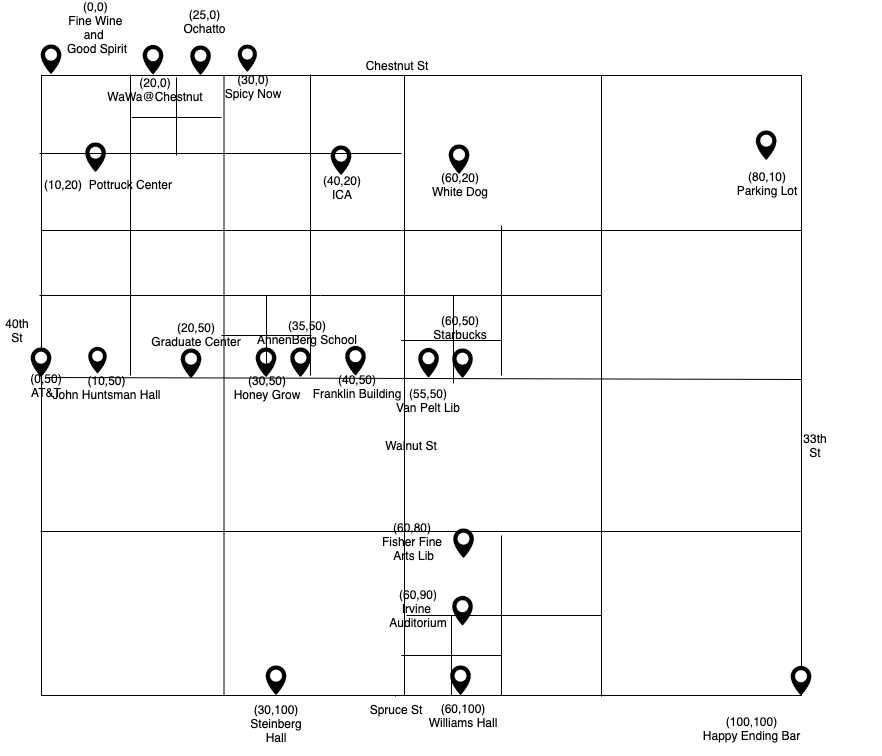 (0,0)
Fine Wine
and
Good Spirit
(25,0)
Ochatto
Chestnut St
(20,0)
WaWa@Chestnut
(30,0)
Spicy Now
(10,20) Pottruck Center
(40,20)
ICA
(60,20)
White Dog
(80,10)
Parking Lot
40th
St
(20,50)
Graduate Center
(35,50)
AnnenBerg School
(60,50)
Starbucks
(0,50)
AT&T
(10,50)
John Huntsman Hall
(30,50)
Honey Grow
(40,50)
Franklin Building
(55,50)
Van Pelt Lib
Walnut St
33th
St
(60,80)
Fisher Fine
Arts Lib
(60,90)
Irvine
Auditorium
(30,100)
Steinberg
Hall
Spruce St
(60,100)
Williams Hall
(100,100)
Happy Ending Bar